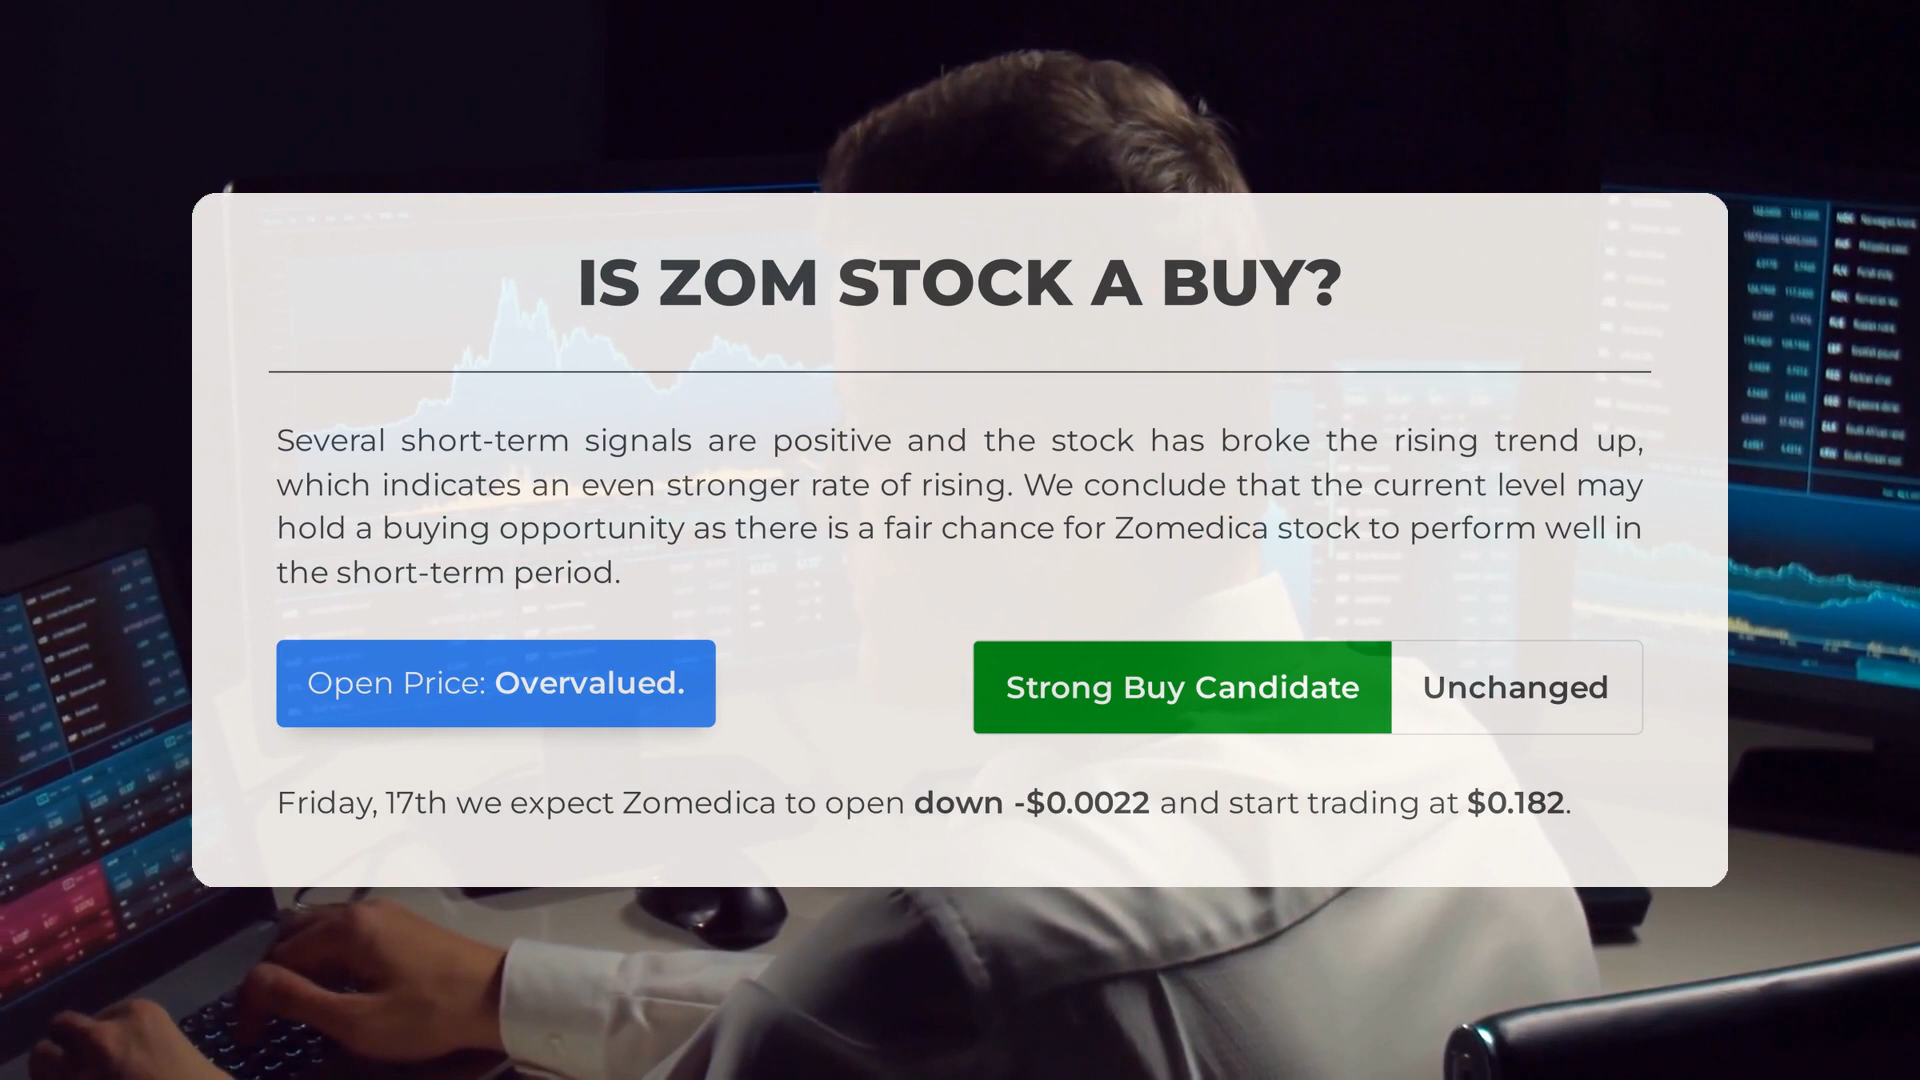 IS ZOM STOCK A BUY?
Several short-term signals are positive and the stock has broke the rising trend up,
which indicates an even stronger rate of rising. We conclude that the current level may
hold a buying opportunity as there is a fair chance for Zomedica stock to perform well in
the short-term period.
Open Price: Overvalued.
Strong Buy Candidate Unchanged
Friday, 17th we expect Zomedica to open down -$0.0022 and start trading at $0.182.